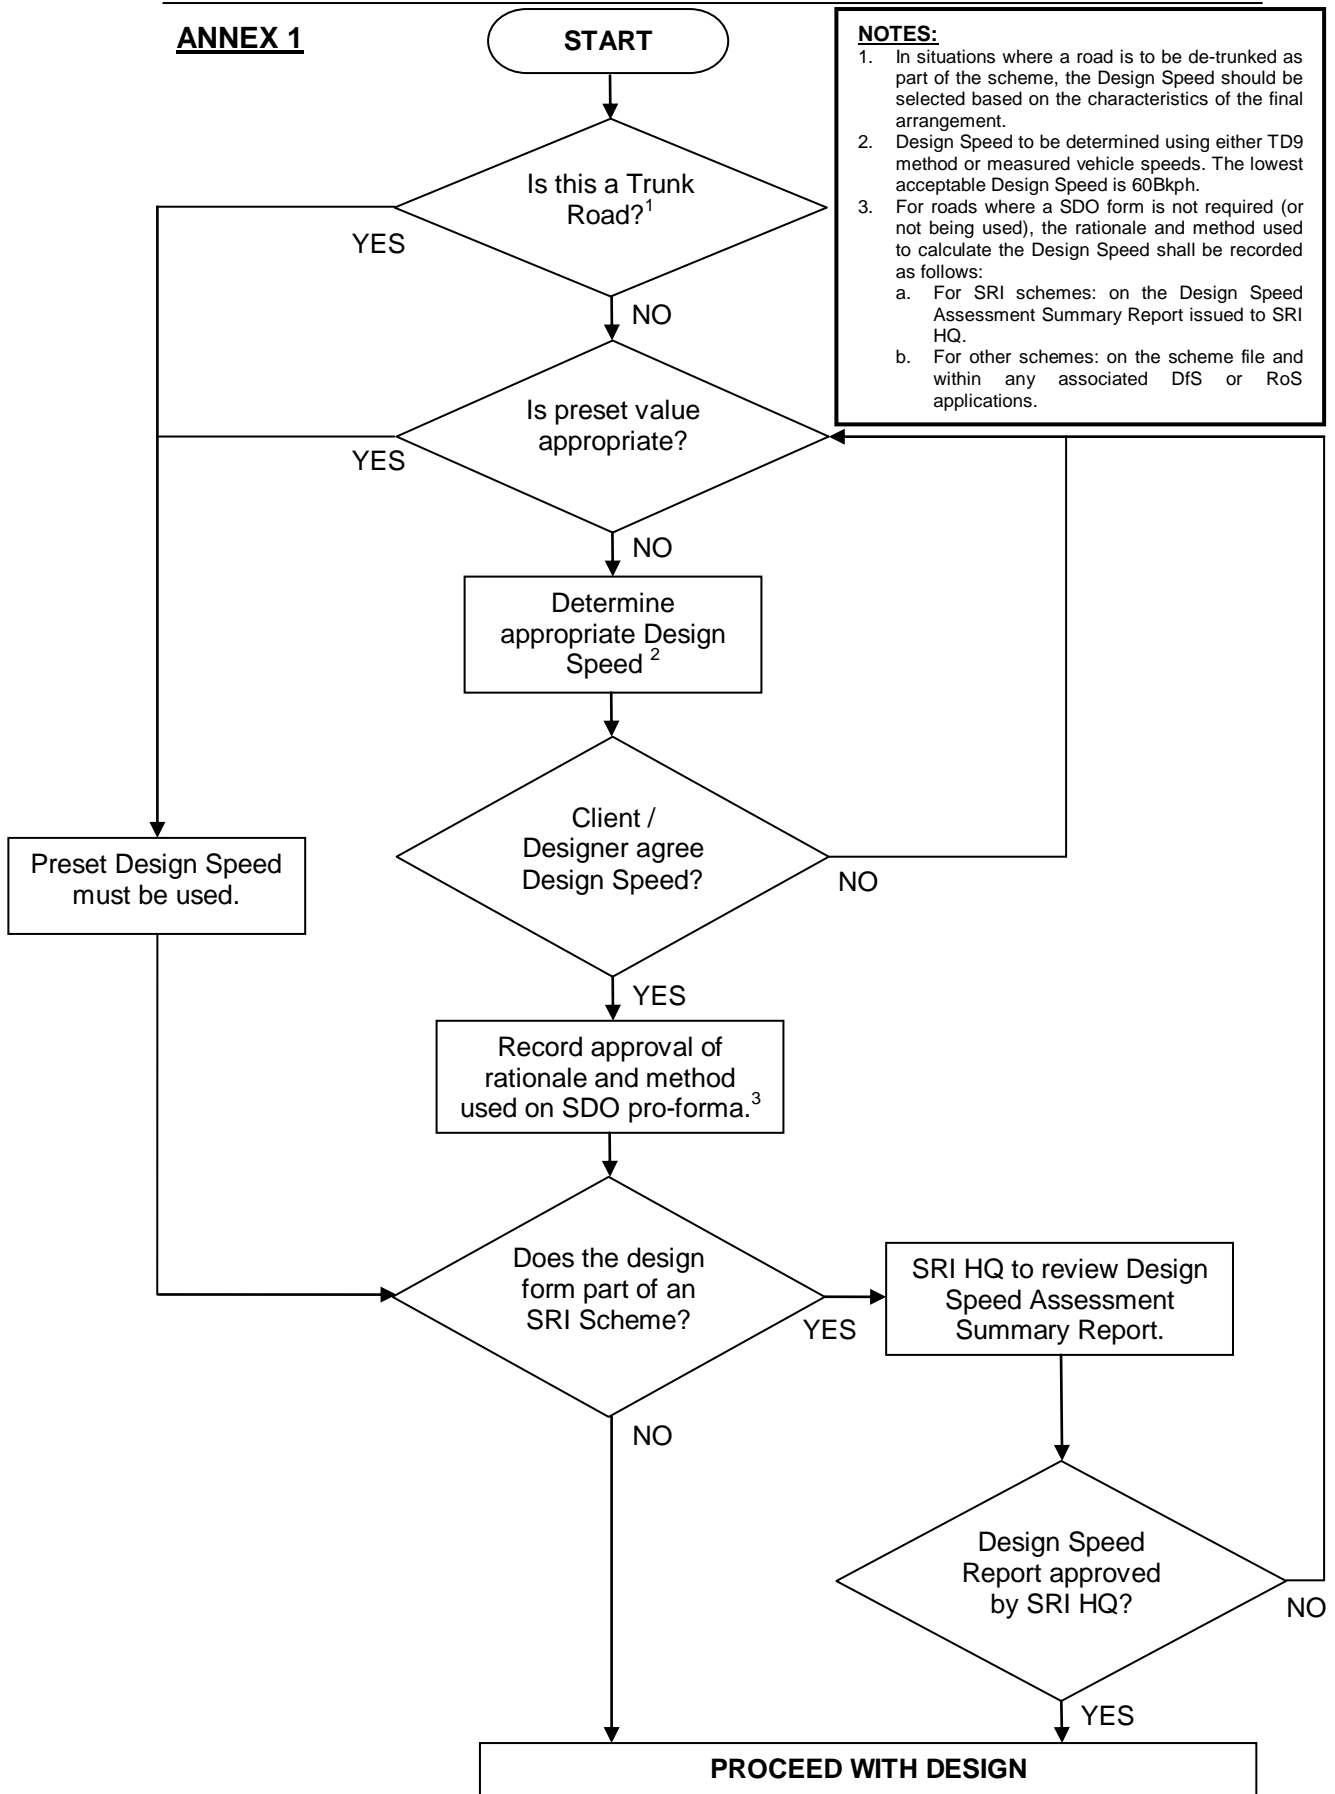 ANNEX 1
START
NOTES:
1. In situations where a road is to be de-trunked as
part of the scheme, the Design Speed should be
selected based on the characteristics of the final
arrangement.
2. Design Speed to be determined using either TD9
method or measured vehicle speeds. The lowest
acceptable Design Speed is 60Bkph.
3. For roads where a SDO form is not required (or
not being used), the rationale and method used
to calculate the Design Speed shall be recorded
as follows:
a. For SRI schemes: on the Design Speed
Assessment Summary Report issued to SRI
HQ.
b. For other schemes: on the scheme file and
within any associated DfS or RoS
applications.
Is this a Trunk
Road?1
YES
NO
Is preset value
appropriate?
YES
NO
Determine
appropriate Design
Speed 2
Client /
Designer agree
Design Speed?
NO
Preset Design Speed
must be used.
YES
Record approval of
rationale and method
used on SDO pro-forma.3
Does the design
form part of an
SRI Scheme?
YES
SRI HQ to review Design
Speed Assessment
Summary Report.
NO
Design Speed
Report approved
by SRI HQ?
NO
YES
PROCEED WITH DESIGN